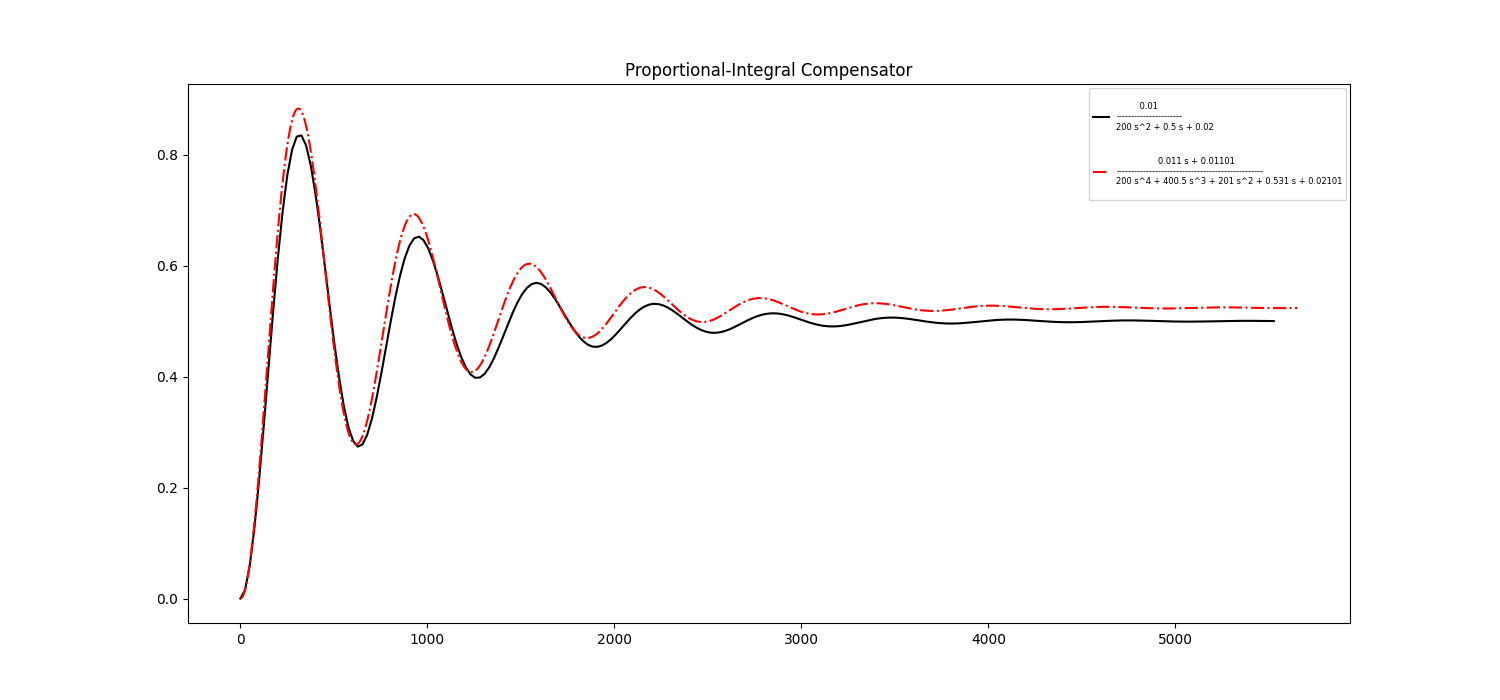 Proportional-Integral Compensator
0.01
----------------------
200 s^2 + 0.5 s + 0.02
0.011 s + 0.01101
--------------------------------------------------
200 s^4 + 400.5 s^3 + 201 s^2 + 0.531 s + 0.02101
0.8
0.6
0.4
0.2
0.0
0 1000 2000 3000 4000 5000